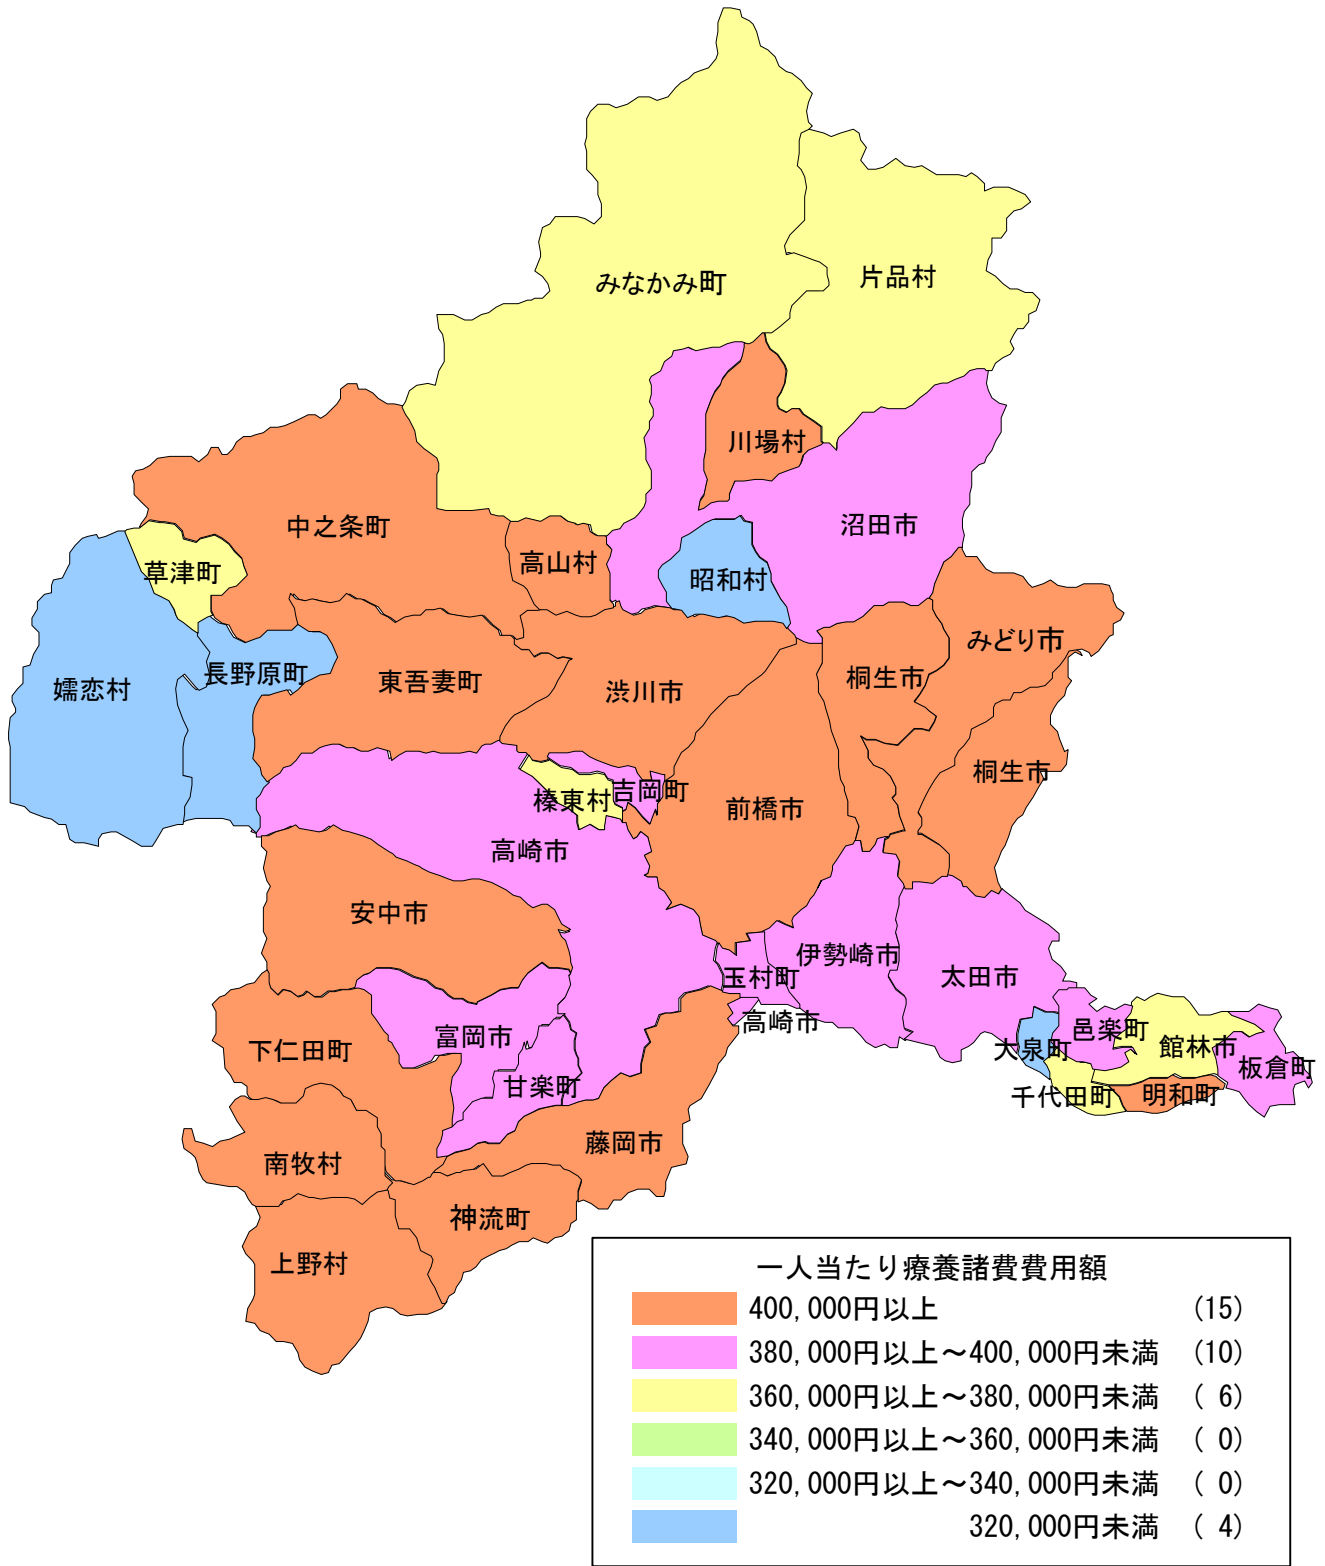 みなかみ町
片品村
川場村
中之条町
沼田市
高山村
草津町
昭和村
みどり市
長野原町
東吾妻町
渋川市
桐生市
嬬恋村
桐生市
吉岡町
榛東村
前橋市
高崎市
安中市
伊勢崎市
玉村町
太田市
高崎市
富岡市
邑楽町
館林市
大泉町
下仁田町
板倉町
甘楽町
千代田町
明和町
藤岡市
南牧村
神流町
上野村
一人当たり療養諸費費用額
400,000円以上 (15)
380,000円以上～400,000円未満 (10)
360,000円以上～380,000円未満 ( 6)
340,000円以上～360,000円未満 ( 0)
320,000円以上～340,000円未満 ( 0)
320,000円未満 ( 4)